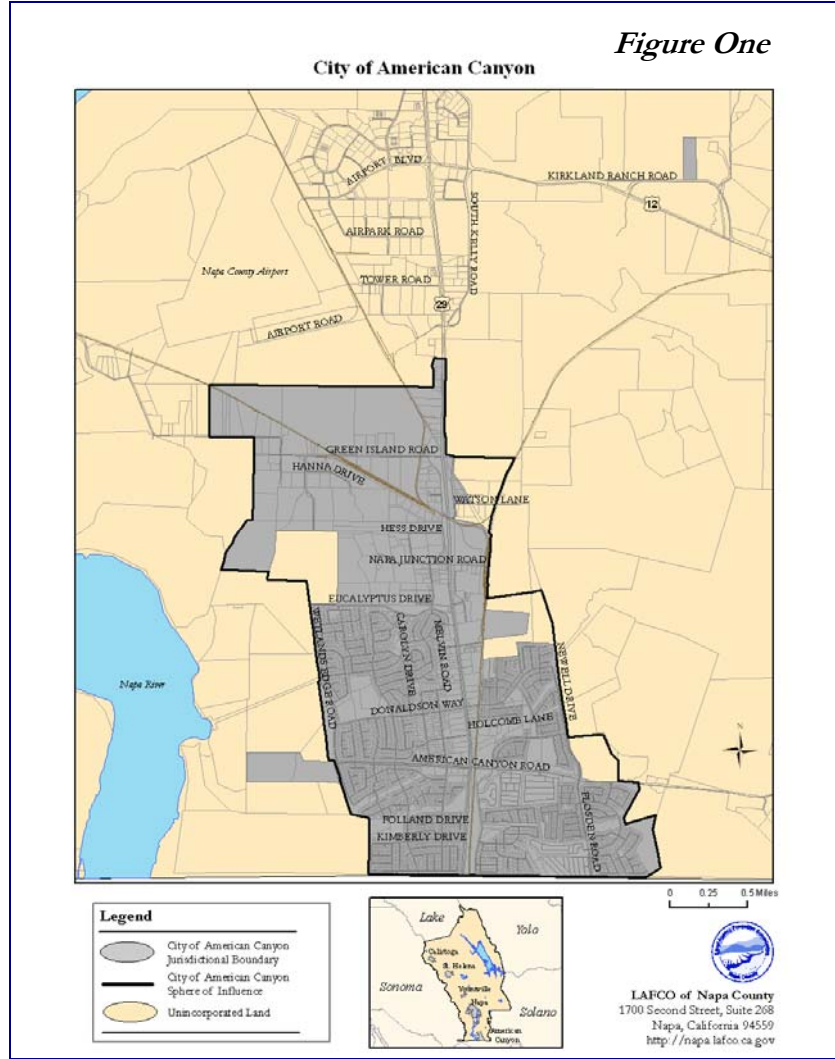 Figure One
City of American Canyon
AIRPORT BLVD
KIRKLAND RANCH ROAD
SOUTH KELLY ROAD
12
AIRPARK ROAD
Napa County Airport
TOWER ROAD
29
AIRPORT ROAD
GREEN ISLAND ROAD
HANNA DRIVE
WATSON LANE
HESS DRIVE
NAPA JUNCTION ROAD
EUCALYPTUS DRIVE
WETLANDS EDGE ROAD
CAROLYN DRIVE
MELVIN ROAD
NEWELL DRIVE
Napa River
DONALDSON WAY
HOLCOMB LANE
N
AMERICAN CANYON ROAD
FLOSDEN ROAD
FOLLAND DRIVE
KIMBERLY DRIVE
0 0.25 0.5 Miles
Legend
City of American Canyon
Jurisdictional Boundary
City of American Canyon
Sphere of Influence
Unincorporated Land
Lake
Yolo
Calistoga
St. Helena
Sonoma
Yountville
Napa
Solano
American
Canyon
LAFCO of Napa County
1700 Second Street, Suite 268
Napa, California 94559
http://napa.lafco.ca.gov